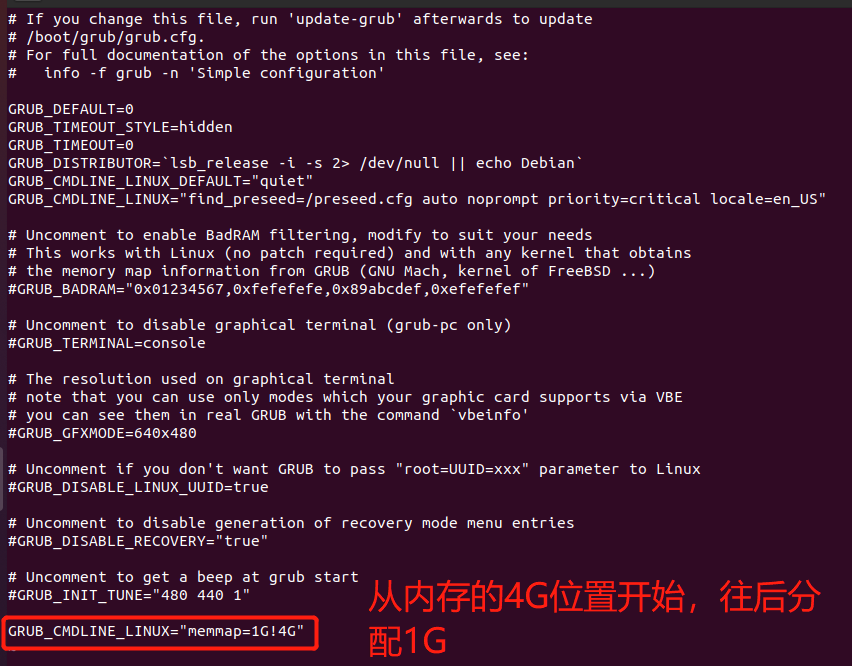 # If you change this file, run 'update-grub' afterwards to update
# /boot/grub/grub.cfg.
# For full documentation of the options in this file, see:
#   info -f grub -n 'Simple configuration'

GRUB_DEFAULT=0
GRUB_TIMEOUT_STYLE=hidden
GRUB_TIMEOUT=0
GRUB_DISTRIBUTOR=`lsb_release -i -s 2> /dev/null || echo Debian`
GRUB_CMDLINE_LINUX_DEFAULT="quiet"
GRUB_CMDLINE_LINUX="find_preseed=/preseed.cfg auto noprompt priority=critical locale=en_US"

# Uncomment to enable BadRAM filtering, modify to suit your needs
# This works with Linux (no patch required) and with any kernel that obtains
# the memory map information from GRUB (GNU Mach, kernel of FreeBSD ...)
#GRUB_BADRAM="0x01234567,0xfefefefe,0x89abcdef,0xefefefef"

# Uncomment to disable graphical terminal (grub-pc only)
#GRUB_TERMINAL=console

# The resolution used on graphical terminal
# note that you can use only modes which your graphic card supports via VBE
# you can see them in real GRUB with the command `vbeinfo'
#GRUB_GFXMODE=640x480

# Uncomment if you don't want GRUB to pass "root=UUID=xxx" parameter to Linux
#GRUB_DISABLE_LINUX_UUID=true

# Uncomment to disable generation of recovery mode menu entries
#GRUB_DISABLE_RECOVERY="true"

# Uncomment to get a beep at grub start
#GRUB_INIT_TUNE="480 440 1"

GRUB_CMDLINE_LINUX="memmap=1G!4G"
从内存的4G位置开始，往后分
配1G